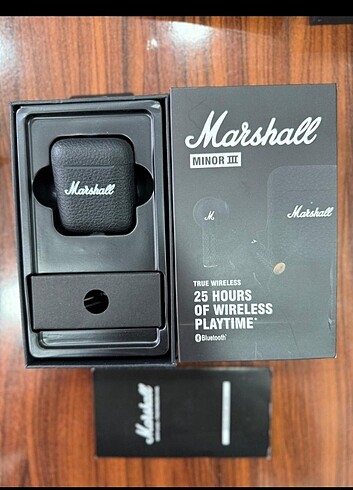 Marshall
MINOR III
Marshall
M
Marshall
TRUE WIRELESS
25 HOURS
OF WIRELESS
PLAYTIME*
Bluetooth®
Marshall